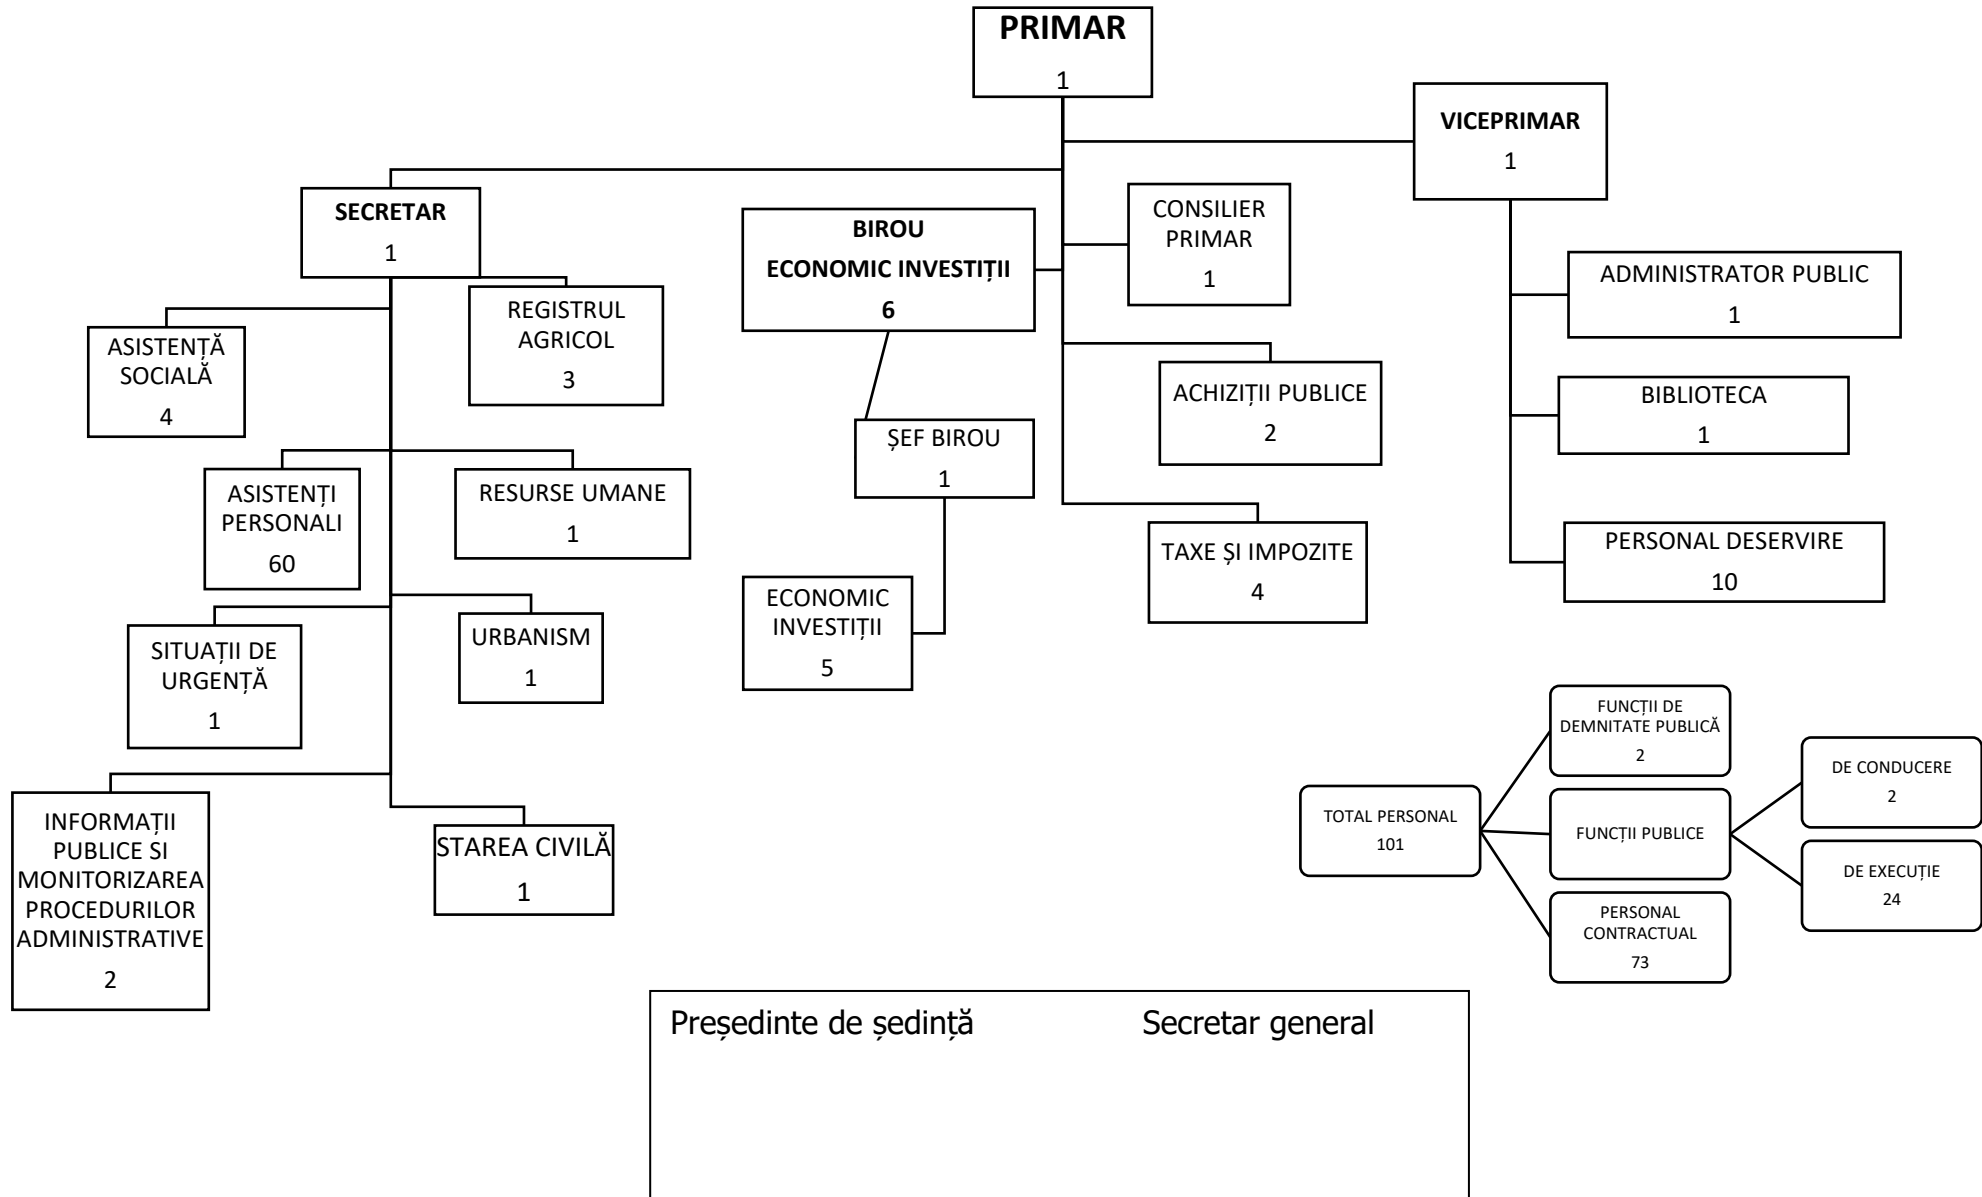 PRIMAR
1
VICEPRIMAR
1
SECRETAR
1
BIROU
ECONOMIC INVESTIȚII
6
CONSILIER
PRIMAR
1
ADMINISTRATOR PUBLIC
1
REGISTRUL
AGRICOL
3
ASISTENȚĂ
SOCIALĂ
4
ACHIZIȚII PUBLICE
2
BIBLIOTECA
1
ȘEF BIROU
1
ASISTENȚI
PERSONALI
60
RESURSE UMANE
1
TAXE ȘI IMPOZITE
4
PERSONAL DESERVIRE
10
ECONOMIC
INVESTIȚII
5
SITUAȚII DE
URGENȚĂ
1
URBANISM
1
INFORMAȚII
PUBLICE SI
MONITORIZAREA
PROCEDURILOR
ADMINISTRATIVE
2
STAREA CIVILĂ
1
TOTAL PERSONAL
101
FUNCȚII DE
DEMNITATE PUBLICĂ
2
FUNCȚII PUBLICE
DE CONDUCERE
2
DE EXECUȚIE
24
PERSONAL
CONTRACTUAL
73
Președinte de ședință Secretar general